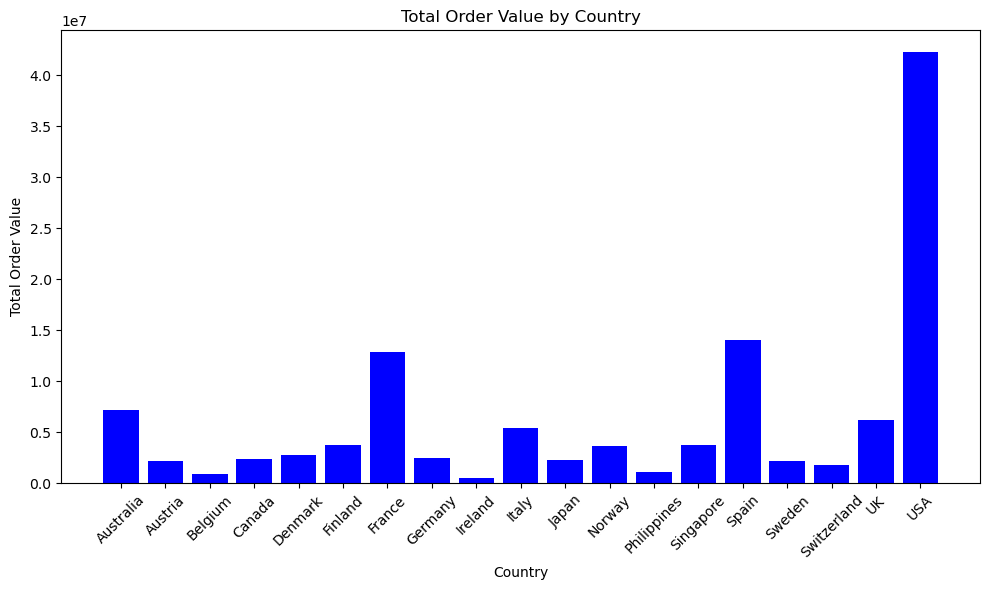 Total Order Value by Country
1e7
Total Order Value
4.0
3.5
3.0
2.5
2.0
1.5
1.0
0.5
0.0
Australia
Austria
Belgium
Canada
Denmark
Finland
France
Germany
Ireland
Italy
Japan
Norway
Philippines
Singapore
Spain
Sweden
Switzerland
UK
USA
Country